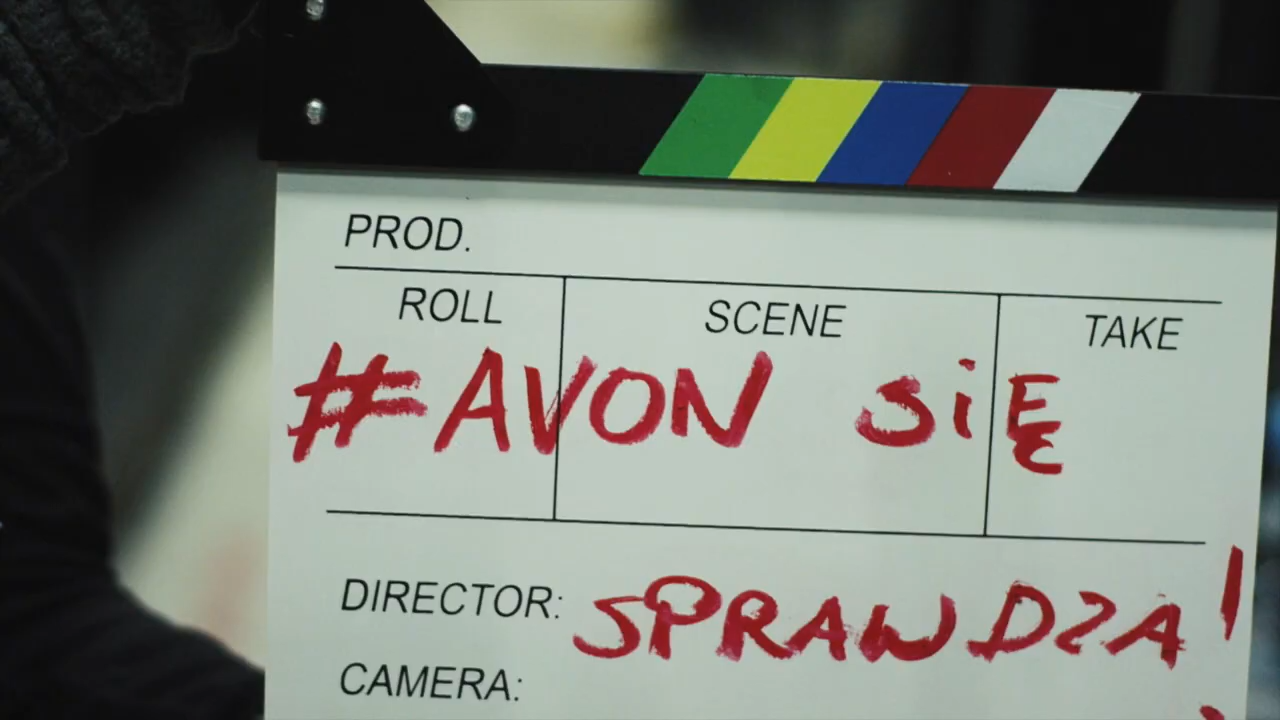 PROD.
ROLL SCENE TAKE
#AVON SiĘ
DIRECTOR: SPRAWDZA!
CAMERA: